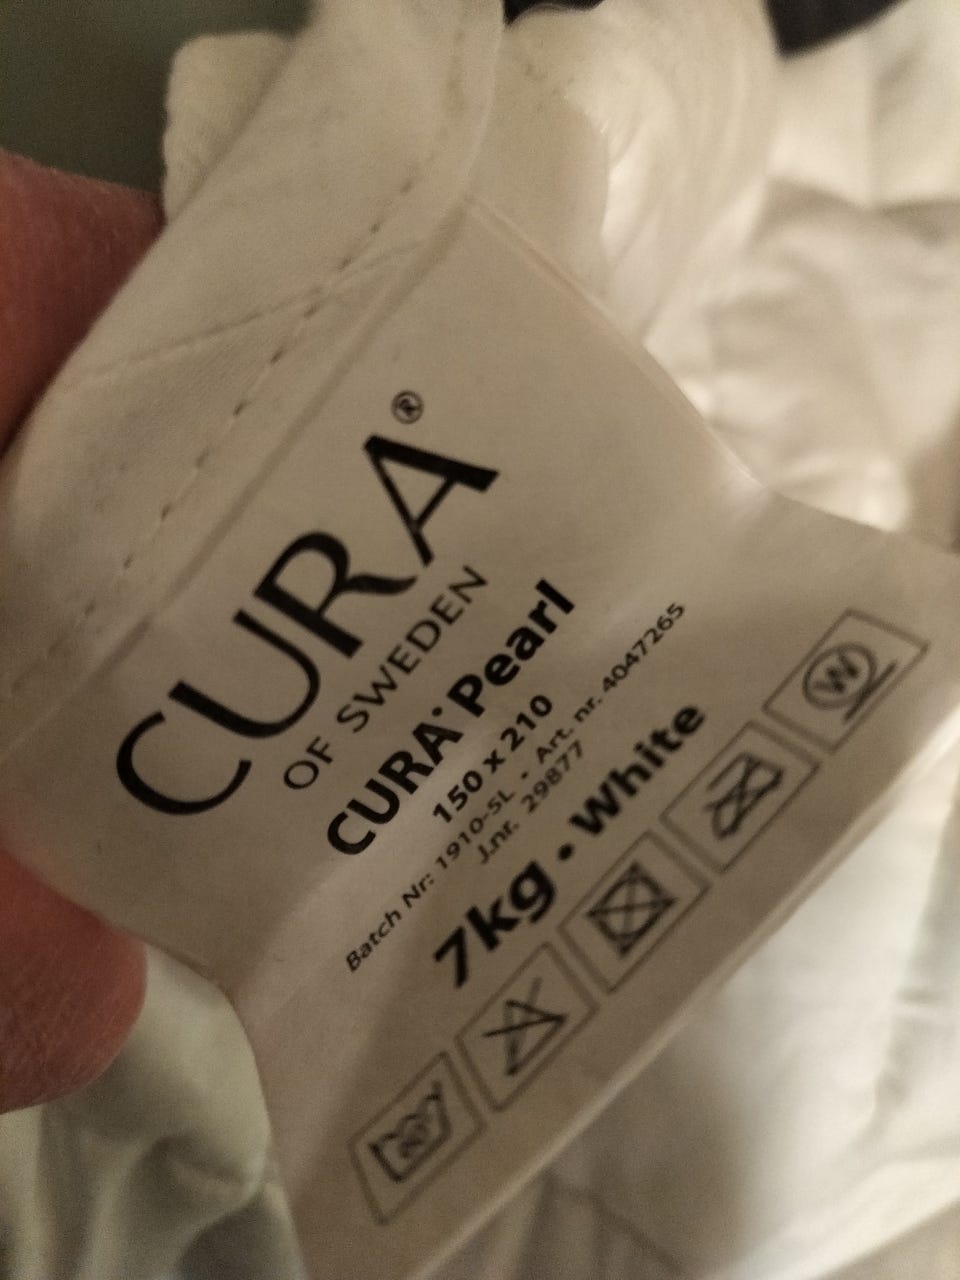 CURA®
OF SWEDEN
CURA® Pearl
150 x 210
Batch Nr: 1910-5L • Art. nr. 4047265
J.nr. 29877
7kg • White
W